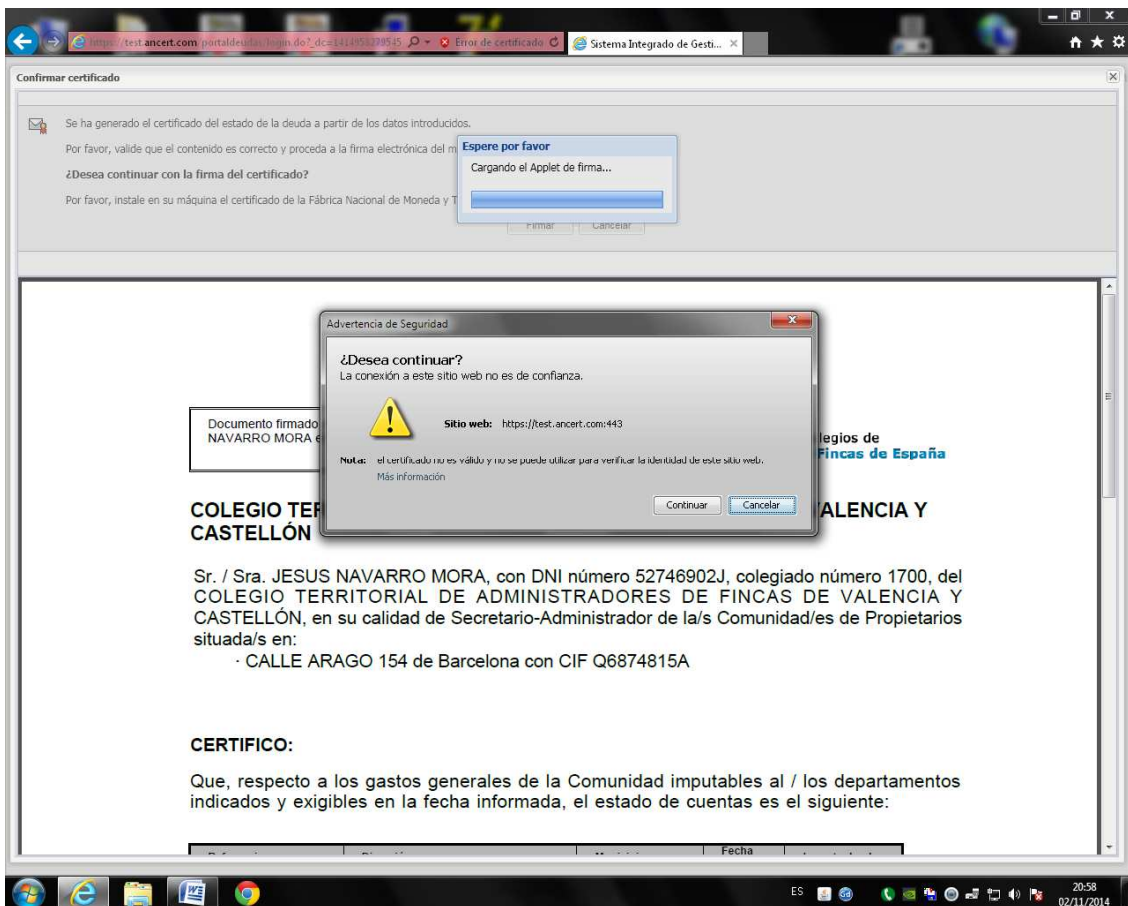 https://test.ancert.com/portaldeudas/login.do?_dc=1414958279545
Error de certificado
Sistema Integrado de Gesti...
Confirmar certificado
Se ha generado el certificado del estado de la deuda a partir de los datos introducidos.
Por favor, valide que el contenido es correcto y proceda a la firma electrónica del m
¿Desea continuar con la firma del certificado?
Por favor, instale en su máquina el certificado de la Fábrica Nacional de Moneda y T
Espere por favor
Cargando el Applet de firma...
Firmar Cancelar
Advertencia de Seguridad
¿Desea continuar?
La conexión a este sitio web no es de confianza.
Sitio web: https://test.ancert.com:443
Nota: el certificado no es válido y no se puede utilizar para verificar la identidad de este sitio web.
Más información
Continuar Cancelar
Documento firmado
NAVARRO MORA e
legios de
Fincas de España
COLEGIO TER VALENCIA Y
CASTELLÓN
Sr. / Sra. JESUS NAVARRO MORA, con DNI número 52746902J, colegiado número 1700, del
COLEGIO TERRITORIAL DE ADMINISTRADORES DE FINCAS DE VALENCIA Y
CASTELLÓN, en su calidad de Secretario-Administrador de la/s Comunidad/es de Propietarios
situada/s en:
· CALLE ARAGO 154 de Barcelona con CIF Q6874815A
CERTIFICO:
Que, respecto a los gastos generales de la Comunidad imputables al / los departamentos
indicados y exigibles en la fecha informada, el estado de cuentas es el siguiente:
Fecha
ES
20:58
02/11/2014